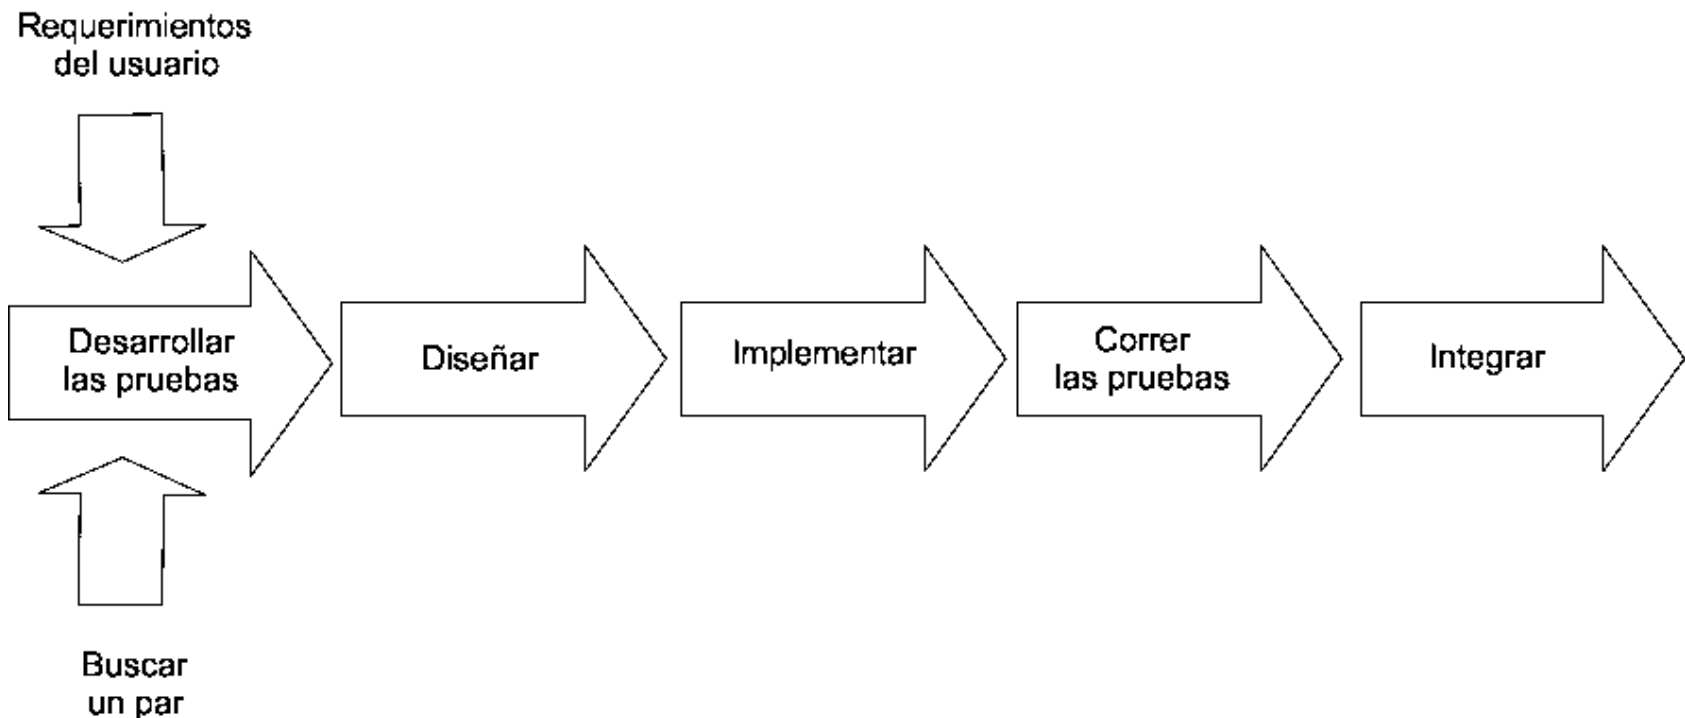 Requerimientos
del usuario
Desarrollar
las pruebas
Diseñar
Implementar
Correr
las pruebas
Integrar
Buscar
un par